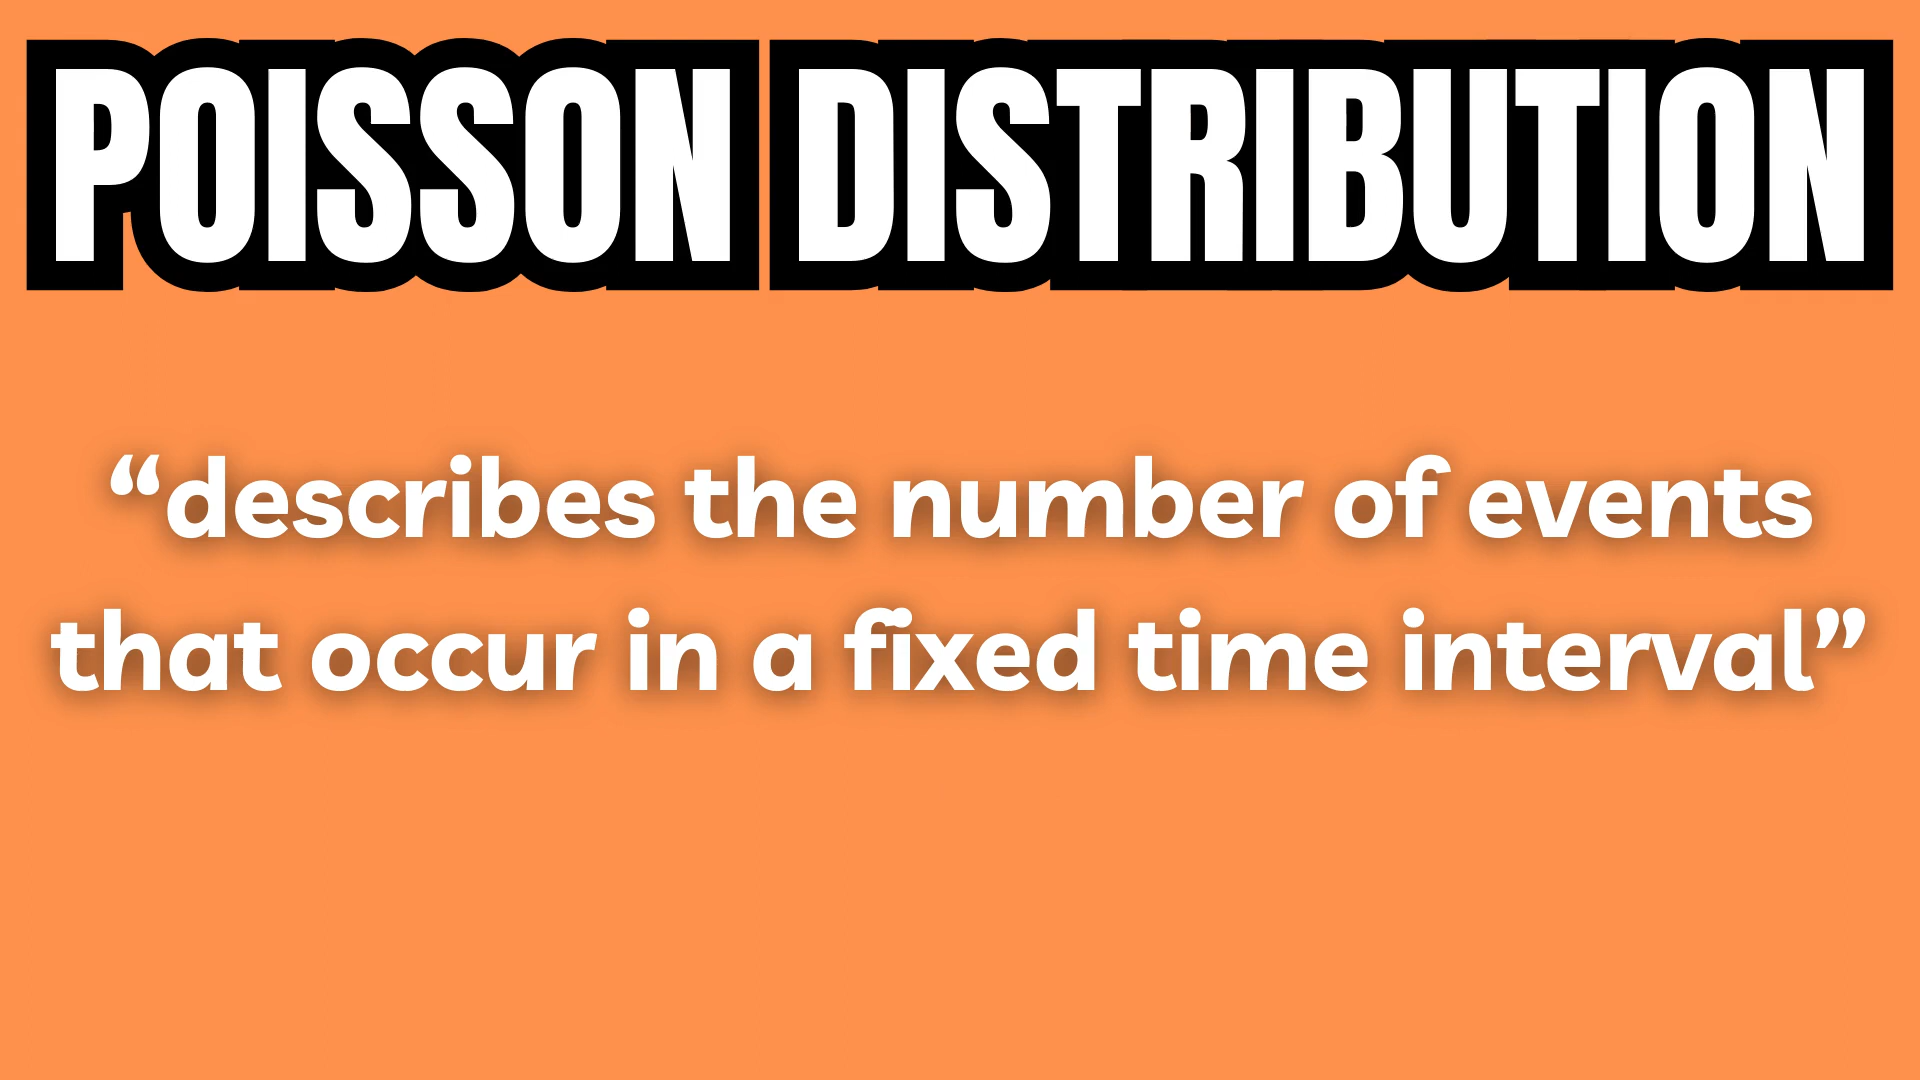 POISSON DISTRIBUTION
“describes the number of events
that occur in a fixed time interval”